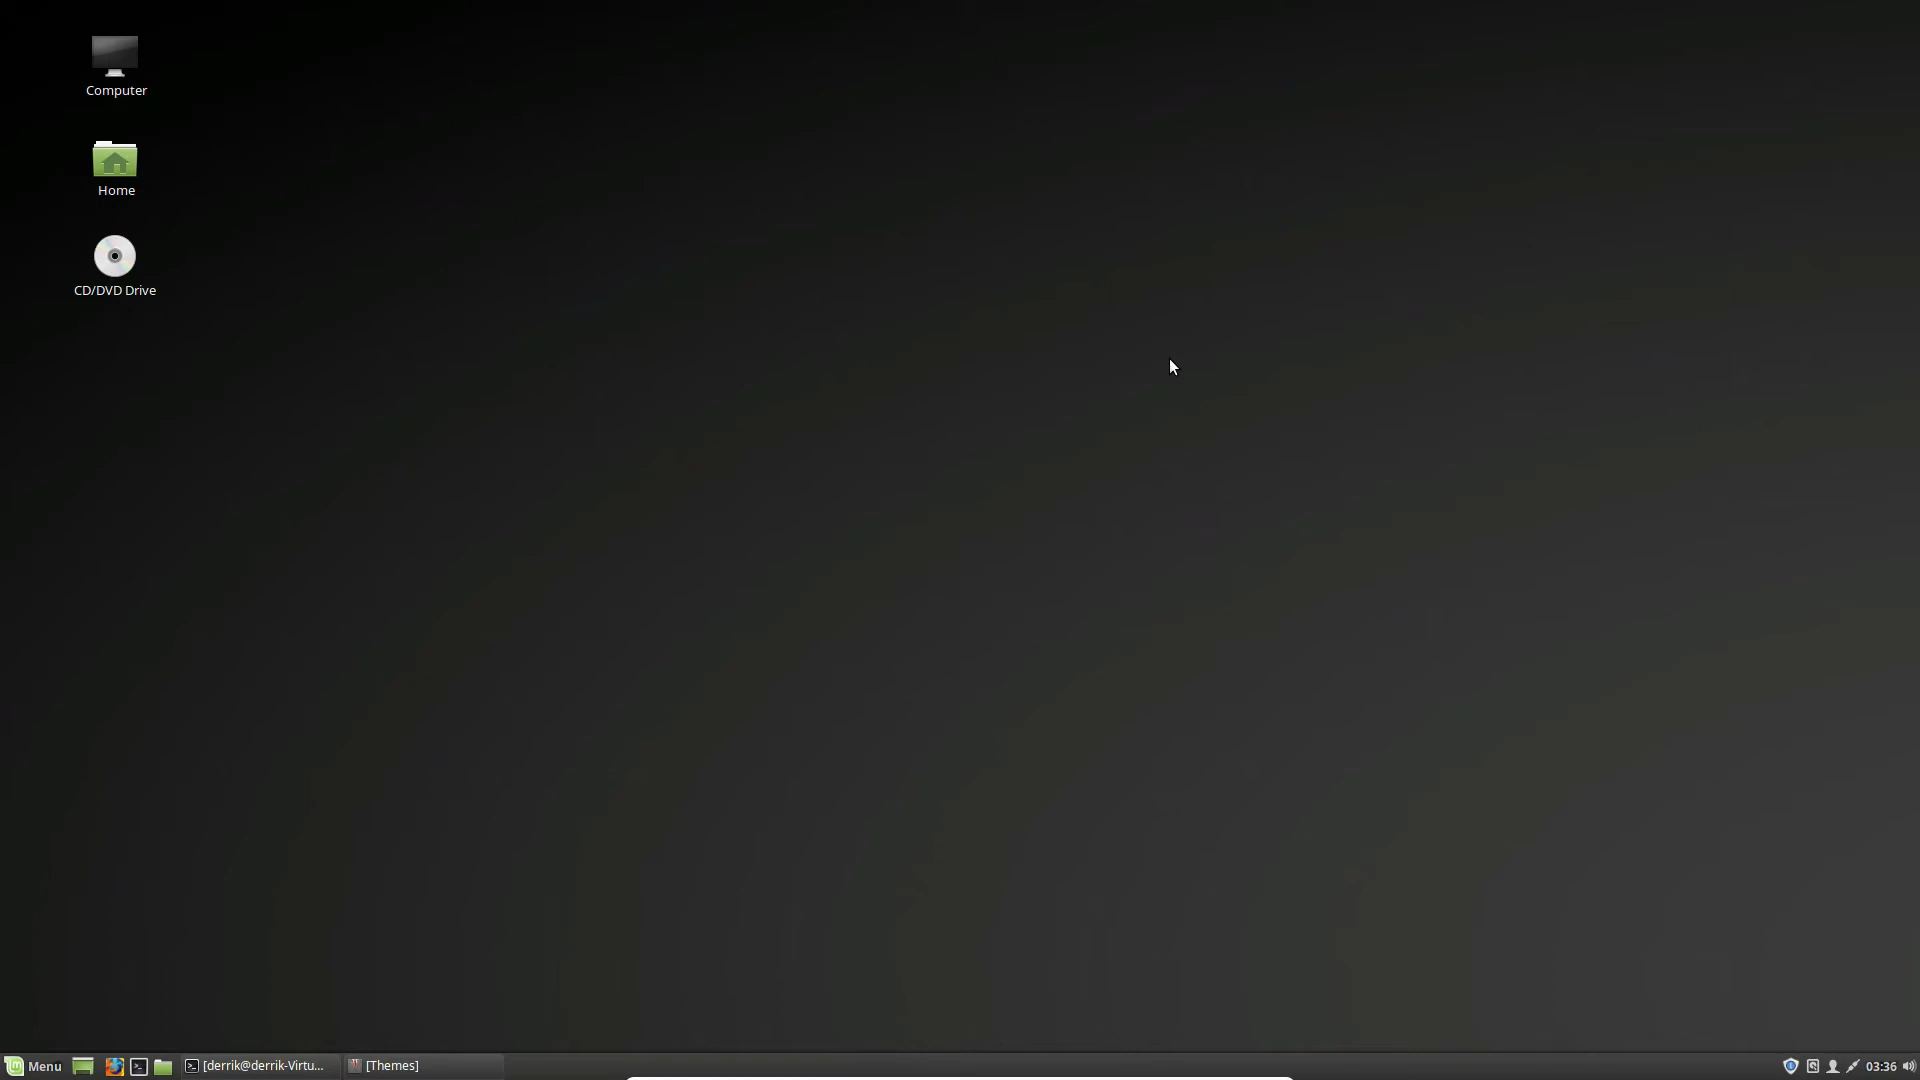 Computer
Home
CD/DVD Drive
Menu
[derrik@derrik-Virtu...
[Themes]
03:36